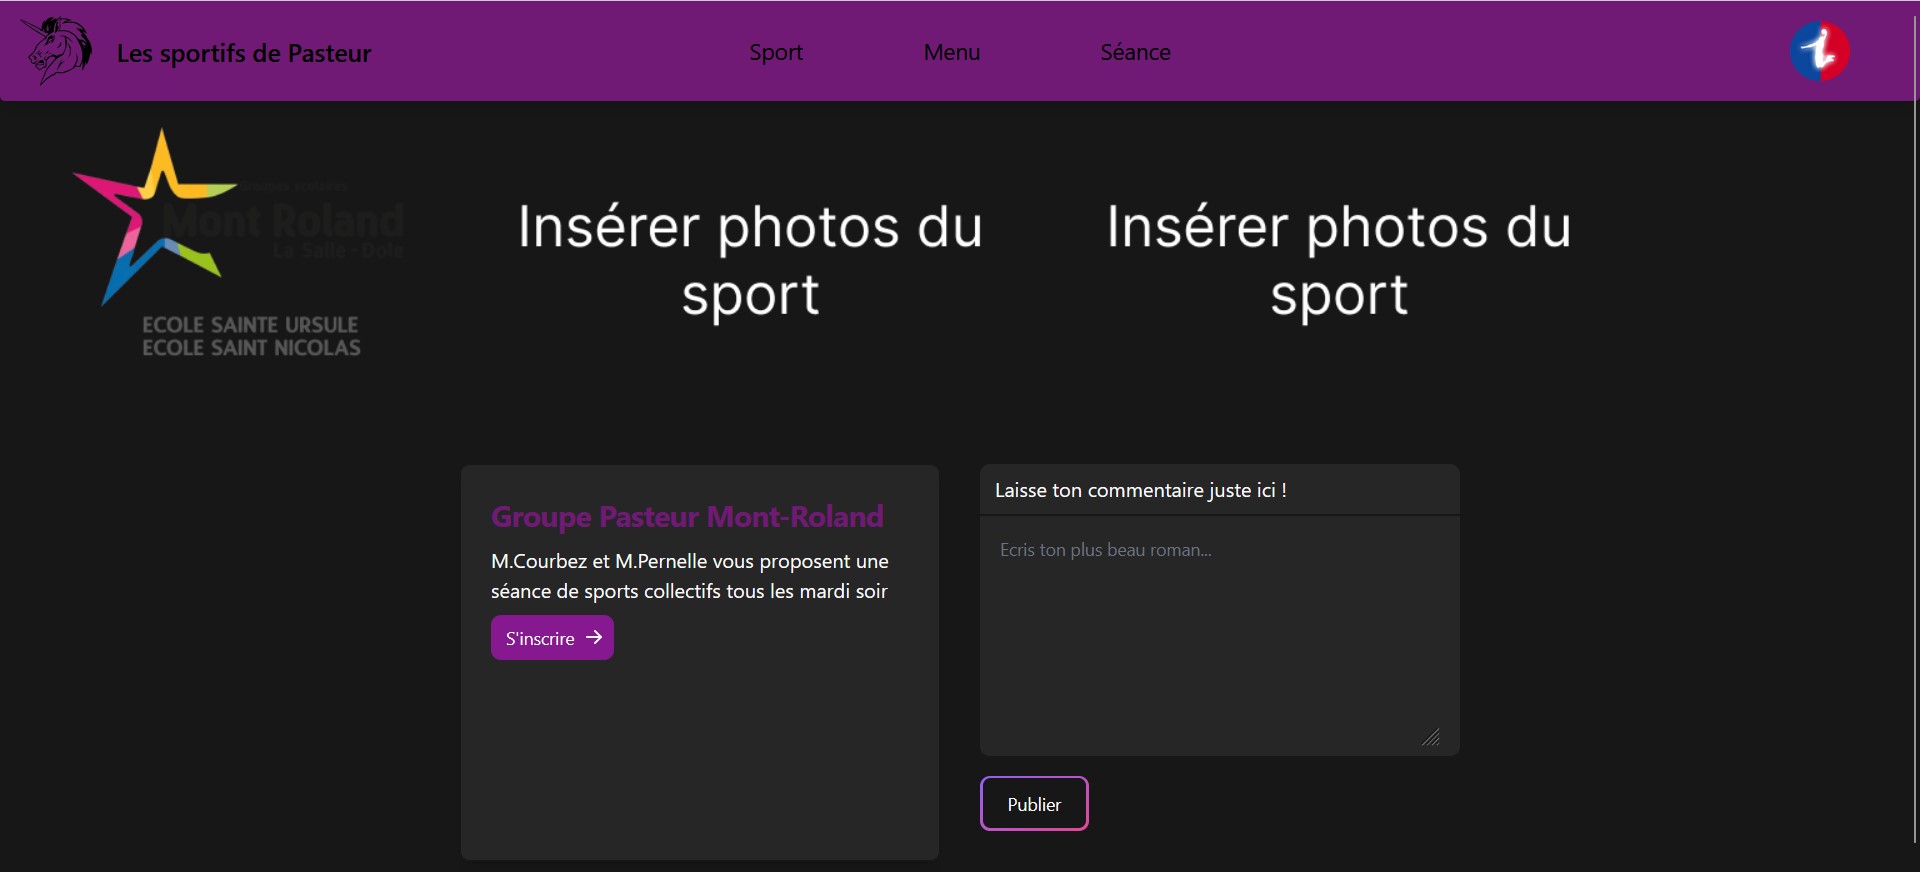 Les sportifs de Pasteur
Sport
Menu
Séance
Groupes scolaires
Mont Roland
La Salle - Dole
ECOLE SAINTE URSULE
ECOLE SAINT NICOLAS
Insérer photos du
sport
Insérer photos du
sport
Groupe Pasteur Mont-Roland
M.Courbez et M.Pernelle vous proposent une
séance de sports collectifs tous les mardi soir
S'inscrire
Laisse ton commentaire juste ici !
Ecris ton plus beau roman...
Publier